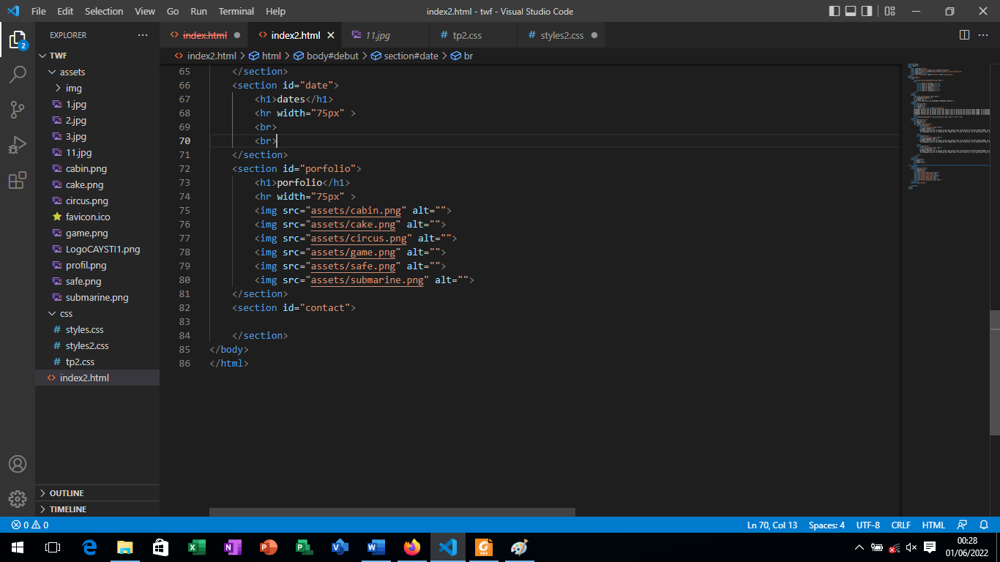 File Edit Selection View Go Run Terminal Help
index2.html - twf - Visual Studio Code
EXPLORER
2
TWF
assets
img
1.jpg
2.jpg
3.jpg
11.jpg
cabin.png
cake.png
circus.png
favicon.ico
game.png
LogoCAYSTI1.png
profil.png
safe.png
submarine.png
css
# styles.css
# styles2.css
# tp2.css
<> index2.html
OUTLINE
TIMELINE
<> index.html
<> index2.html
11.jpg
# tp2.css
# styles2.css
<> index2.html > html > body#debut > section#date > br
65 </section>
66 <section id="date">
67 <h1>dates</h1>
68 <hr width="75px" >
69 <br>
70 <br>
71 </section>
72 <section id="porfolio">
73 <h1>porfolio</h1>
74 <hr width="75px" >
75 <img src="assets/cabin.png" alt="">
76 <img src="assets/cake.png" alt="">
77 <img src="assets/circus.png" alt="">
78 <img src="assets/game.png" alt="">
79 <img src="assets/safe.png" alt="">
80 <img src="assets/submarine.png" alt="">
81 </section>
82 <section id="contact">
83
84 </section>
85 </body>
86 </html>
0 0
Ln 70, Col 13 Spaces: 4 UTF-8 CRLF HTML
00:28
01/06/2022